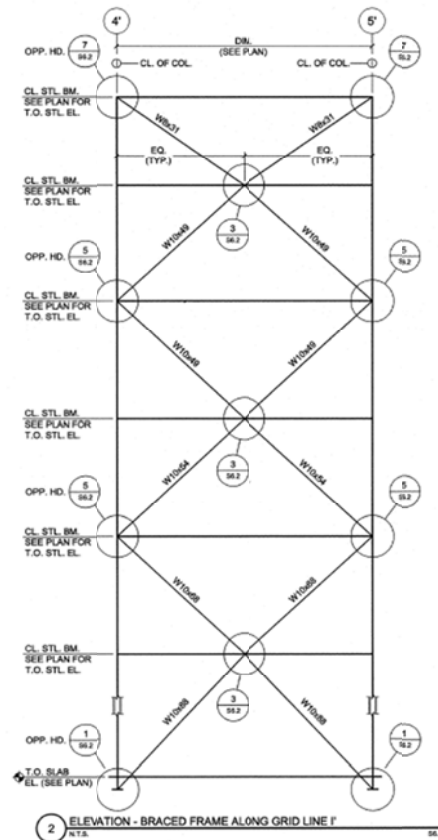 4' 5'
DIN.
(SEE PLAN)
7
S6.2
OPP. HD.
7
S6.2
CL. OF COL. CL. OF COL.
CL. STL. BM.
SEE PLAN FOR
T.O. STL. EL.
W8x31 W8x31
EQ.
(TYP.)
EQ.
(TYP.)
CL. STL. BM.
SEE PLAN FOR
T.O. STL. EL.
3
S6.2
W10x49 W10x49
OPP. HD.
5
S6.2
5
S6.2
CL. STL. BM.
SEE PLAN FOR
T.O. STL. EL.
W10x49 W10x49
CL. STL. BM.
SEE PLAN FOR
T.O. STL. EL.
3
S6.2
W10x54 W10x54
OPP. HD.
5
S6.2
5
S6.2
CL. STL. BM.
SEE PLAN FOR
T.O. STL. EL.
W10x68
CL. STL. BM.
SEE PLAN FOR
T.O. STL. EL.
3
S6.2
W10x88
OPP. HD.
1
S6.2
1
S6.2
T.O. SLAB
EL. (SEE PLAN)
2 ELEVATION - BRACED FRAME ALONG GRID LINE I'
N.T.S.